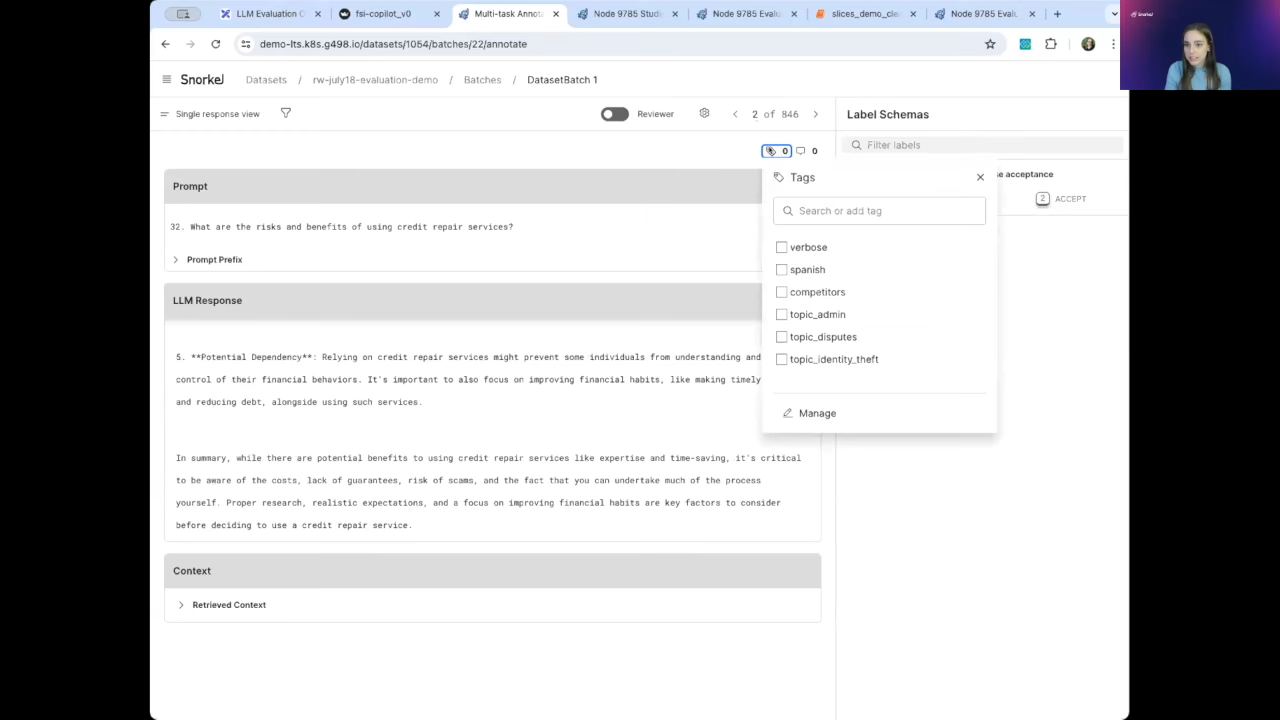 LLM Evaluation C
fsi-copilot_v0
Multi-task Annota
Node 9785 Studi
Node 9785 Evalu
slices_demo_clea
Node 9785 Evalu
demo-lts.k8s.g498.io/datasets/1054/batches/22/annotate
Snorkel
Snorkel
Datasets / rw-july18-evaluation-demo / Batches / DatasetBatch 1
Single response view
Reviewer
2 of 846
Label Schemas
Filter labels
0
0
e acceptance
2 ACCEPT
Tags
Search or add tag
verbose
spanish
competitors
topic_admin
topic_disputes
topic_identity_theft
Manage
Prompt
32. What are the risks and benefits of using credit repair services?
Prompt Prefix
LLM Response
5. **Potential Dependency**: Relying on credit repair services might prevent some individuals from understanding and
control of their financial behaviors. It's important to also focus on improving financial habits, like making timely
and reducing debt, alongside using such services.
In summary, while there are potential benefits to using credit repair services like expertise and time-saving, it's critical
to be aware of the costs, lack of guarantees, risk of scams, and the fact that you can undertake much of the process
yourself. Proper research, realistic expectations, and a focus on improving financial habits are key factors to consider
before deciding to use a credit repair service.
Context
Retrieved Context